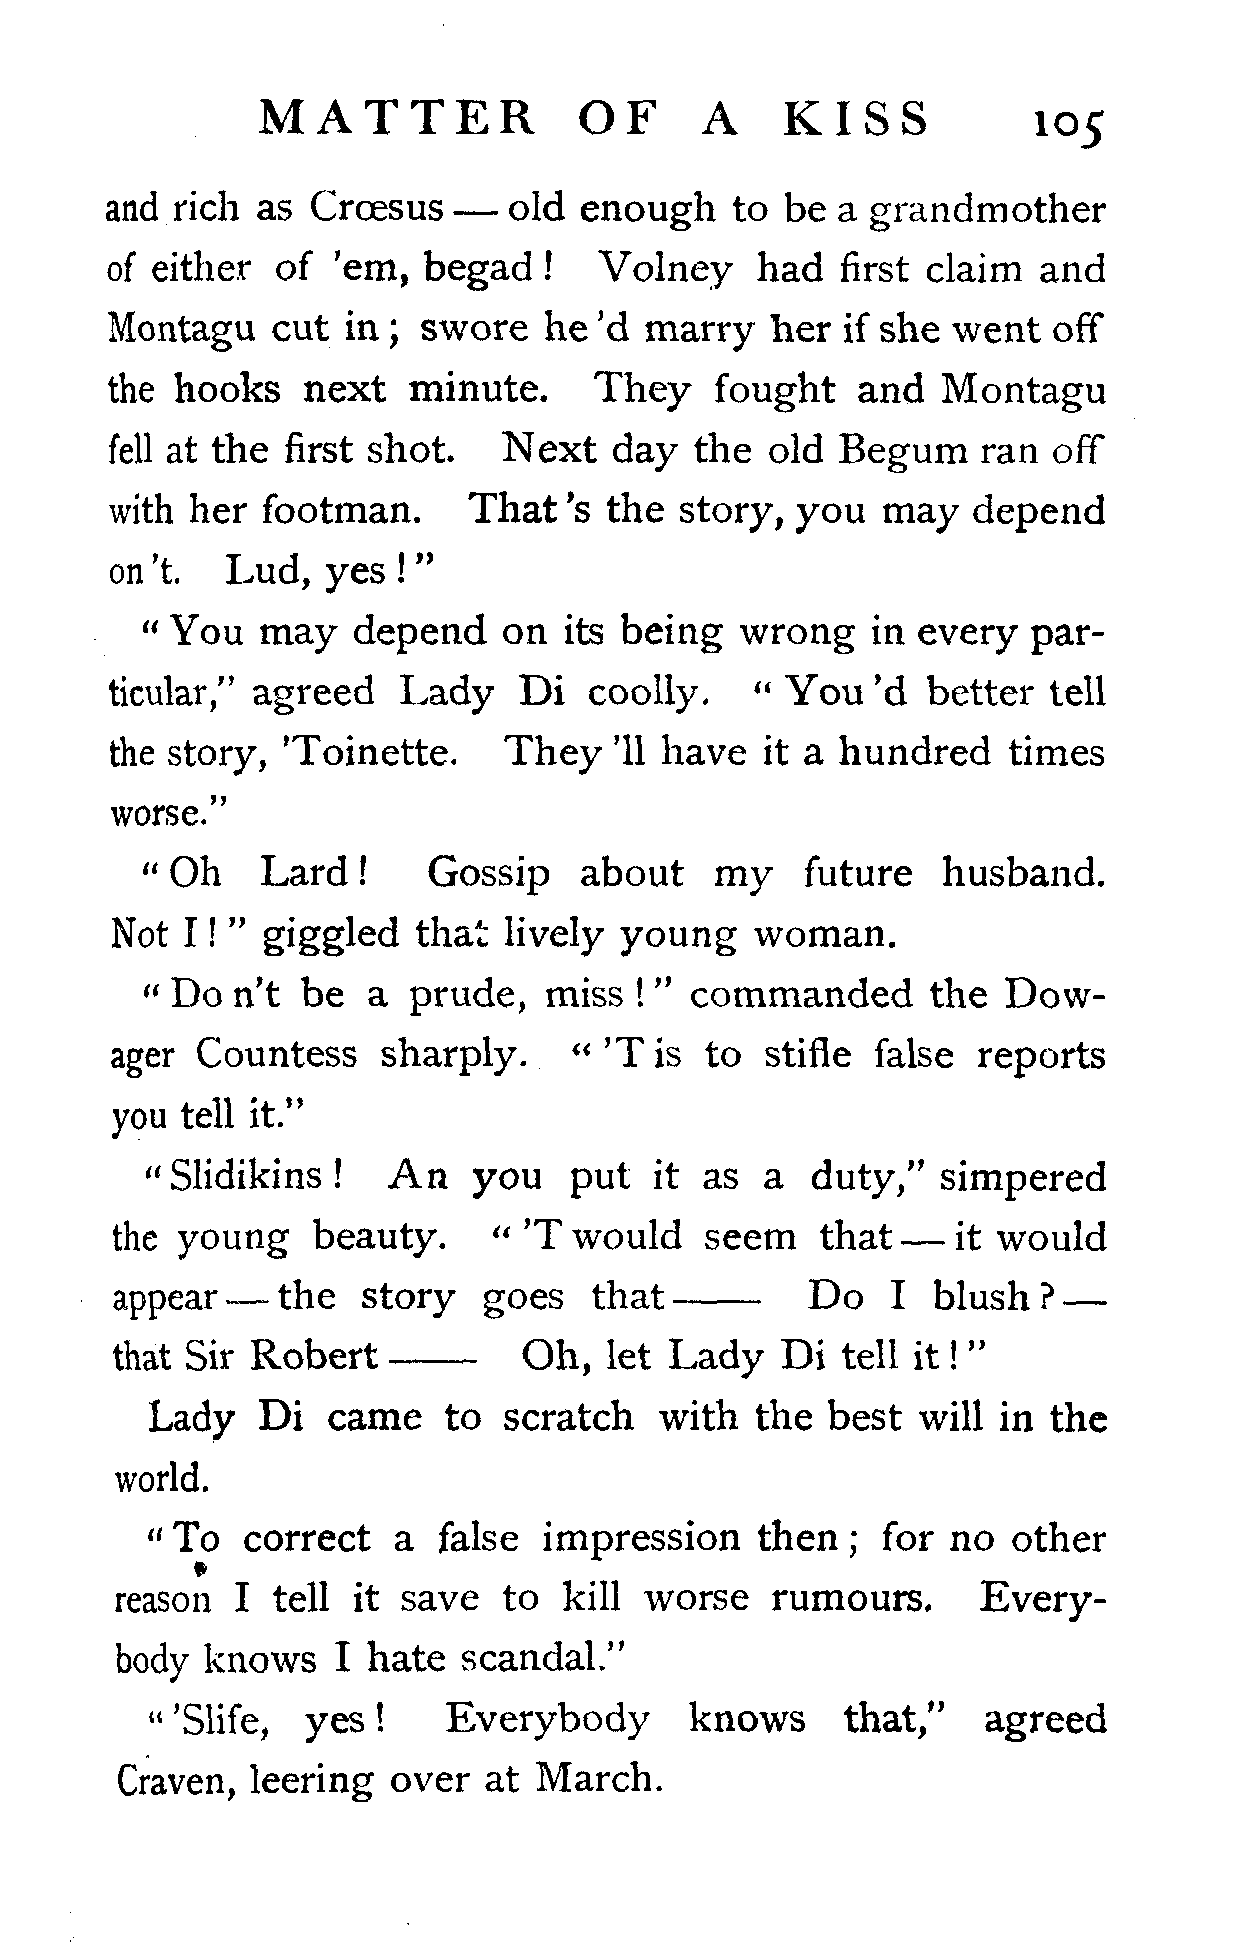 MATTER OF A KISS 105
and rich as Crœsus — old enough to be a grandmother
of either of 'em, begad! Volney had first claim and
Montagu cut in; swore he'd marry her if she went off
the hooks next minute. They fought and Montagu
fell at the first shot. Next day the old Begum ran off
with her footman. That's the story, you may depend
on't. Lud, yes!"
"You may depend on its being wrong in every par-
ticular," agreed Lady Di coolly. "You'd better tell
the story, 'Toinette. They'll have it a hundred times
worse."
"Oh Lard! Gossip about my future husband.
Not I!" giggled that lively young woman.
"Don't be a prude, miss!" commanded the Dow-
ager Countess sharply. "'Tis to stifle false reports
you tell it."
"Slidikins! An you put it as a duty," simpered
the young beauty. "'Twould seem that — it would
appear — the story goes that —— Do I blush? —
that Sir Robert —— Oh, let Lady Di tell it!"
Lady Di came to scratch with the best will in the
world.
"To correct a false impression then; for no other
reason I tell it save to kill worse rumours. Every-
body knows I hate scandal."
"'Slife, yes! Everybody knows that," agreed
Craven, leering over at March.